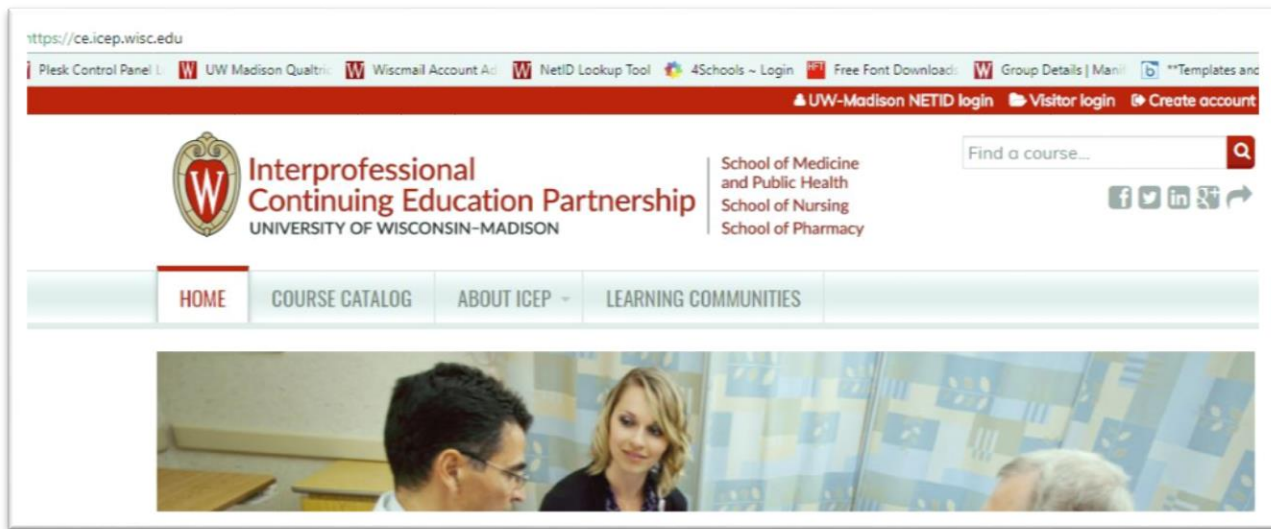 https://ce.icep.wisc.edu
Plesk Control Panel L UW Madison Qualtric Wiscmail Account Ad NetID Lookup Tool 4Schools ~ Login HFT Free Font Downloads Group Details | Mani **Templates and
UW-Madison NETID login Visitor login Create account
W
Interprofessional
Continuing Education Partnership
UNIVERSITY OF WISCONSIN–MADISON
School of Medicine
and Public Health
School of Nursing
School of Pharmacy
Find a course...
HOME COURSE CATALOG ABOUT ICEP LEARNING COMMUNITIES